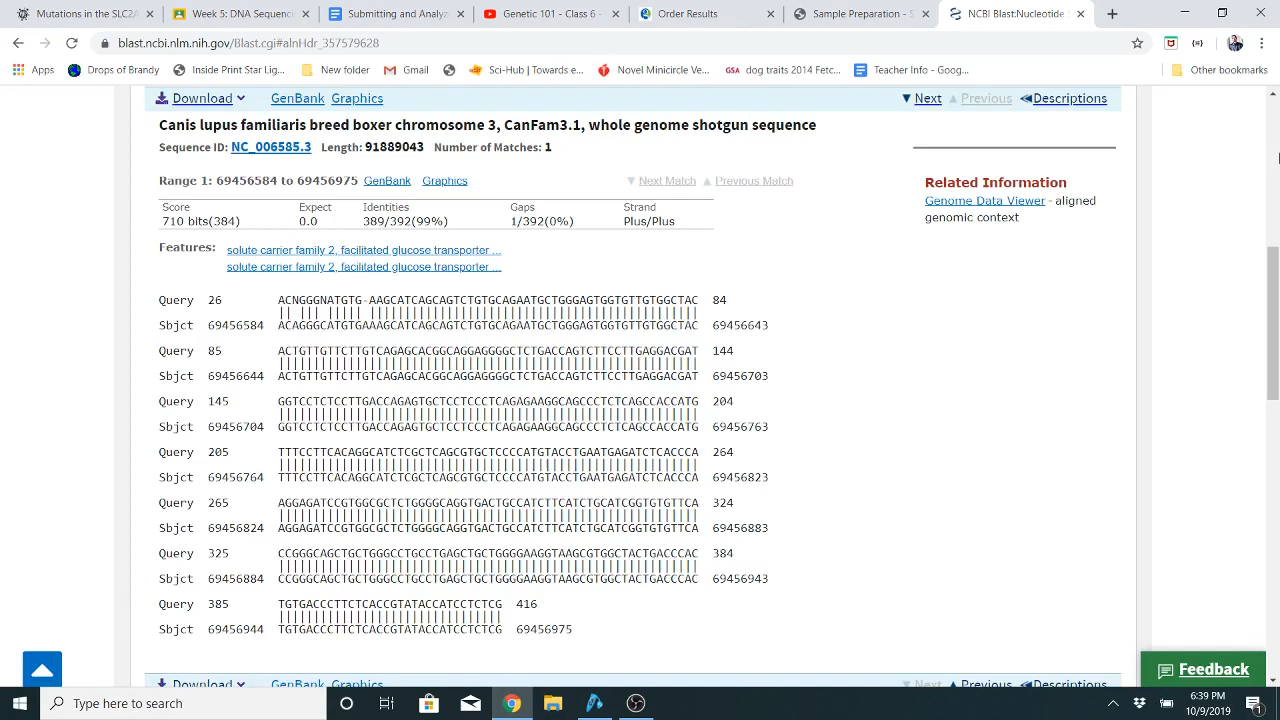 Mutations in the SLC2A
Week 5: DNA Sequenci
Submitting and Analyz
Genetic 101 - Class 6 -
Order Results
Sample Preparation - S
NCBI Blast:Nucleotide
blast.ncbi.nlm.nih.gov/Blast.cgi#alnHdr_357579628
Apps
Drops of Brandy
Inside Print Star Lig...
New folder
Gmail
Sci-Hub | Towards e...
Novel Minicircle Ve...
GSA dog traits 2014 Fetc...
Teacher Info - Goog...
Other bookmarks
Download GenBank Graphics Next Previous Descriptions
Canis lupus familiaris breed boxer chromosome 3, CanFam3.1, whole genome shotgun sequence
Sequence ID: NC_006585.3 Length: 91889043 Number of Matches: 1
Range 1: 69456584 to 69456975 GenBank Graphics Next Match Previous Match
Score Expect Identities Gaps Strand
710 bits(384) 0.0 389/392(99%) 1/392(0%) Plus/Plus
Features: solute carrier family 2, facilitated glucose transporter ...
solute carrier family 2, facilitated glucose transporter ...
Related Information
Genome Data Viewer - aligned
genomic context
Query 26 ACNGGGNATGTG-AAGCATCAGCAGTCTGTGCAGAATGCTGGGAGTGGTGTTGTGGCTAC 84
Sbjct 69456584 ACAGGGCATGTGAAAGCATCAGCAGTCTGTGCAGAATGCTGGGAGTGGTGTTGTGGCTAC 69456643
Query 85 ACTGTTGTTCTTGTCAGAGCACGGCAGGAGGGGCTCTGACCAGTCTTCCTTGAGGACGAT 144
Sbjct 69456644 ACTGTTGTTCTTGTCAGAGCACGGCAGGAGGGGCTCTGACCAGTCTTCCTTGAGGACGAT 69456703
Query 145 GGTCCTCTCCTTGACCAGAGTGCTCCTCCCTCAGAGAAGGCAGCCCTCTCAGCCACCATG 204
Sbjct 69456704 GGTCCTCTCCTTGACCAGAGTGCTCCTCCCTCAGAGAAGGCAGCCCTCTCAGCCACCATG 69456763
Query 205 TTTCCTTCACAGGCATCTCGCTCAGCGTGCTCCCCATGTACCTGAATGAGATCTCACCCA 264
Sbjct 69456764 TTTCCTTCACAGGCATCTCGCTCAGCGTGCTCCCCATGTACCTGAATGAGATCTCACCCA 69456823
Query 265 AGGAGATCCGTGGCGCTCTGGGGCAGGTGACTGCCATCTTCATCTGCATCGGTGTGTTCA 324
Sbjct 69456824 AGGAGATCCGTGGCGCTCTGGGGCAGGTGACTGCCATCTTCATCTGCATCGGTGTGTTCA 69456883
Query 325 CCGGGCAGCTGCTGGGCCTGCCTGAGCTGCTGGGGAAGGTAAGCGTGGCTACTGACCCAC 384
Sbjct 69456884 CCGGGCAGCTGCTGGGCCTGCCTGAGCTGCTGGGGAAGGTAAGCGTGGCTACTGACCCAC 69456943
Query 385 TGTGACCCTTCTCACCGTATACCATCCTCTCG 416
Sbjct 69456944 TGTGACCCTTCTCACCGTATACCATCCTCTCG 69456975
Download GenBank Graphics Next Previous Descriptions
Feedback
Type here to search
6:39 PM
10/9/2019